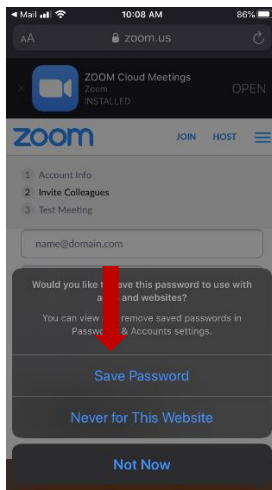 Mail 10:08 AM 86%
AA zoom.us
ZOOM Cloud Meetings
Zoom
INSTALLED
OPEN
zoom JOIN HOST
1 Account Info
2 Invite Colleagues
3 Test Meeting
name@domain.com
Would you like ave this password to use with
a and websites?
You can view remove saved passwords in
Passwo & Accounts settings.
Save Password
Never for This Website
Not Now